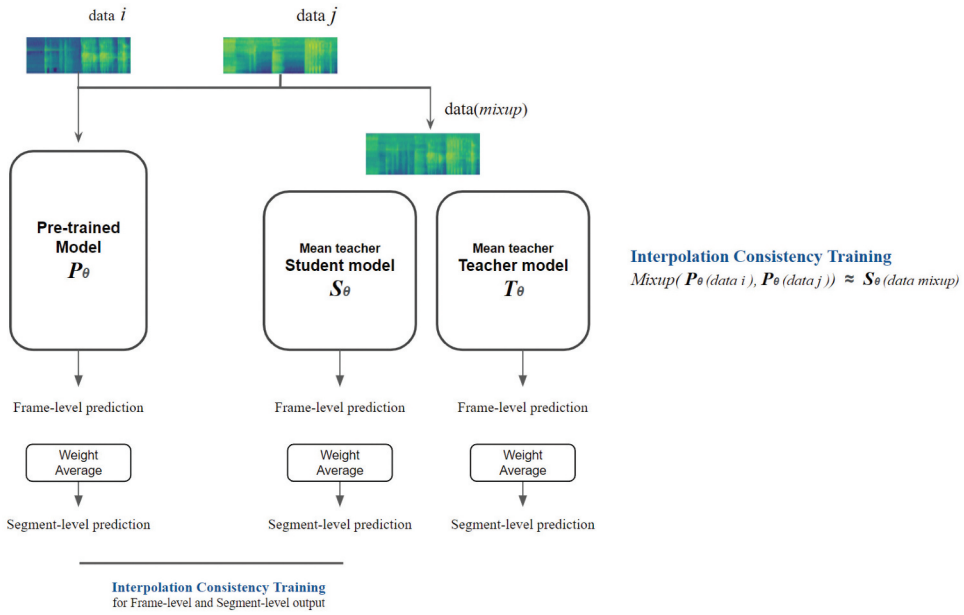 data i
data j
data(mixup)
Pre-trained
Model
Pθ
Mean teacher
Student model
Sθ
Mean teacher
Teacher model
Tθ
Interpolation Consistency Training
Mixup( Pθ (data i ), Pθ (data j )) ≈ Sθ (data mixup)
Frame-level prediction
Frame-level prediction
Frame-level prediction
Weight
Average
Weight
Average
Weight
Average
Segment-level prediction
Segment-level prediction
Segment-level prediction
Interpolation Consistency Training
for Frame-level and Segment-level output